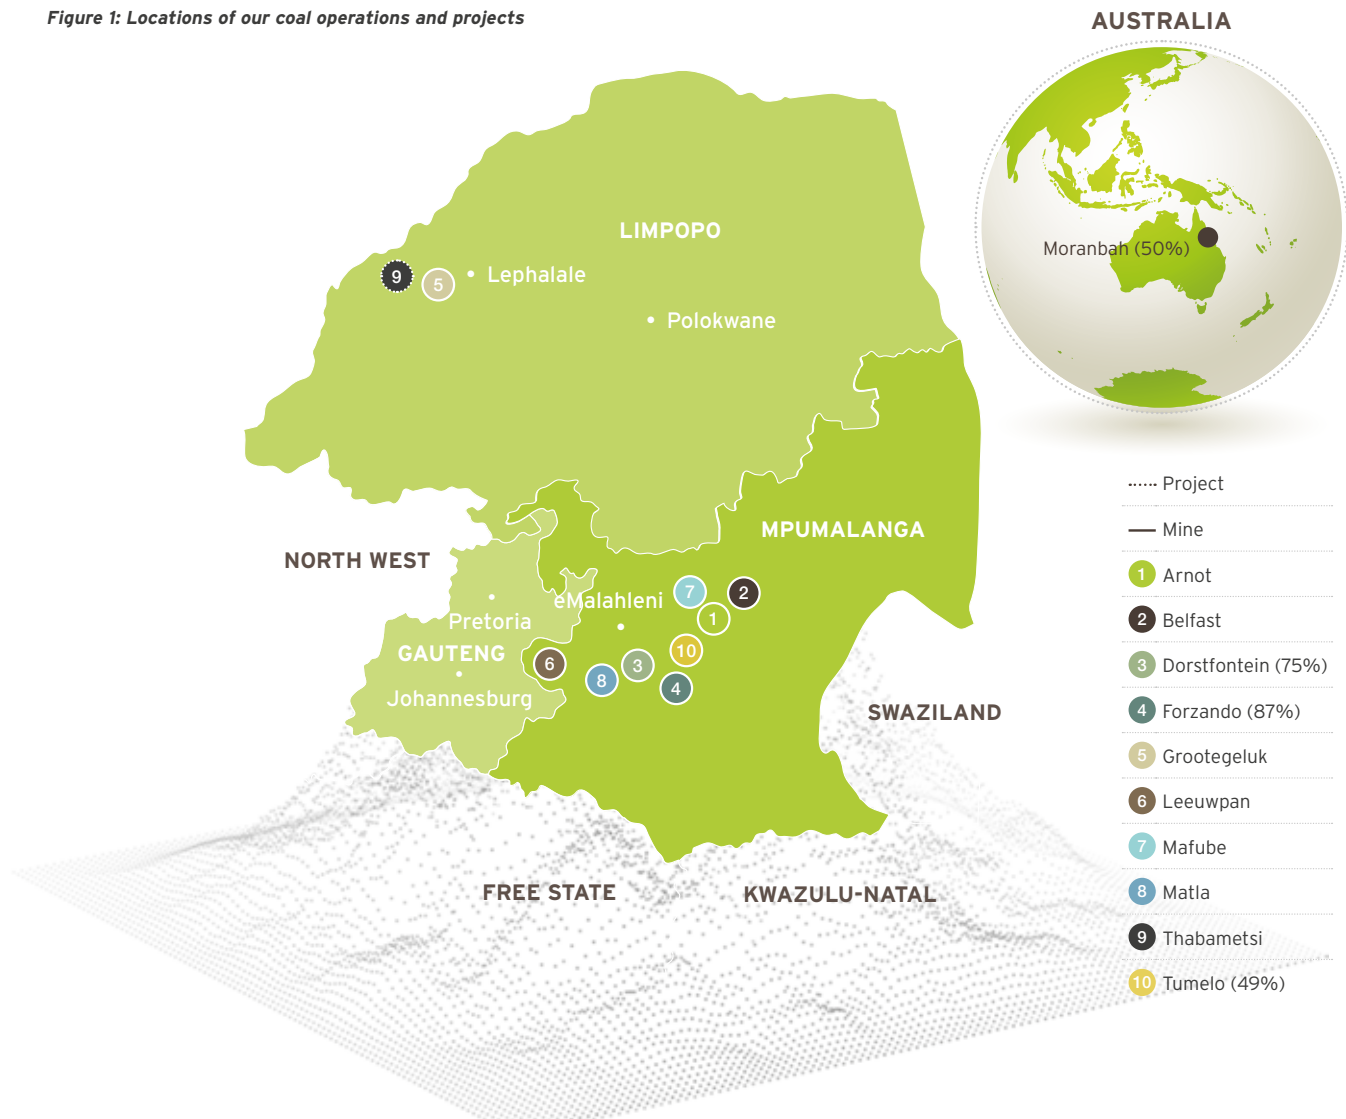 Figure 1: Locations of our coal operations and projects
AUSTRALIA
Moranbah (50%)
LIMPOPO
9
5
Lephalale
Polokwane
MPUMALANGA
NORTH WEST
eMalahleni
7
2
1
Pretoria
GAUTENG
Johannesburg
6
8
3
10
4
SWAZILAND
FREE STATE
KWAZULU-NATAL
Project
Mine
1 Arnot
2 Belfast
3 Dorstfontein (75%)
4 Forzando (87%)
5 Grootegeluk
6 Leeuwpan
7 Mafube
8 Matla
9 Thabametsi
10 Tumelo (49%)